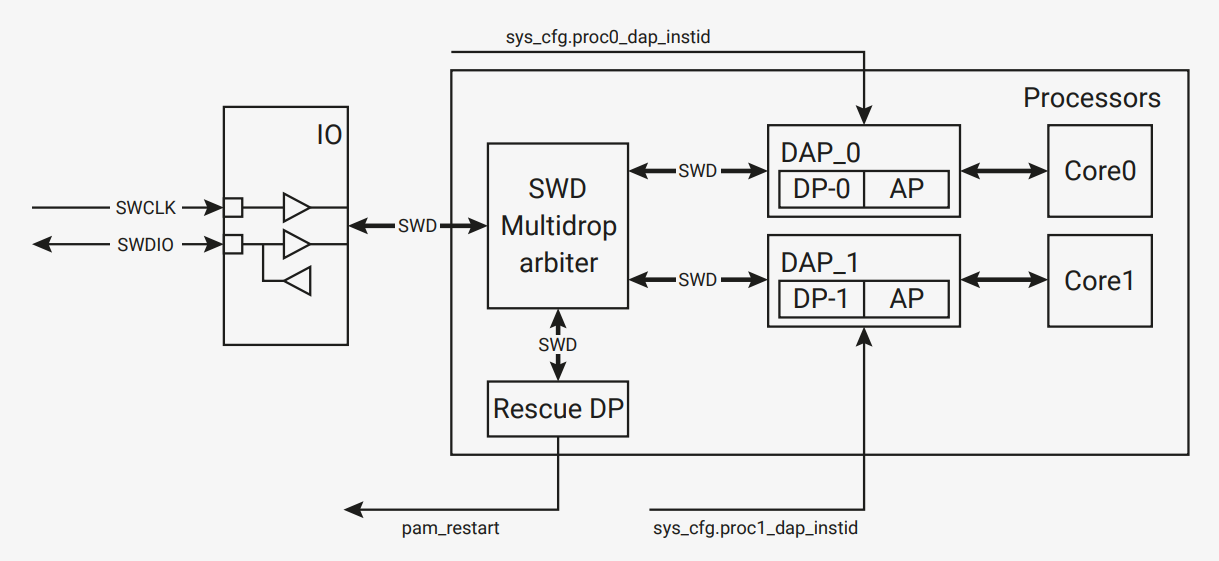 sys_cfg.proc0_dap_instid
Processors
IO
SWCLK
SWDIO
SWD
SWD
Multidrop
arbiter
SWD
DAP_0
DP-0 AP
Core0
SWD
DAP_1
DP-1 AP
Core1
SWD
Rescue DP
pam_restart
sys_cfg.proc1_dap_instid